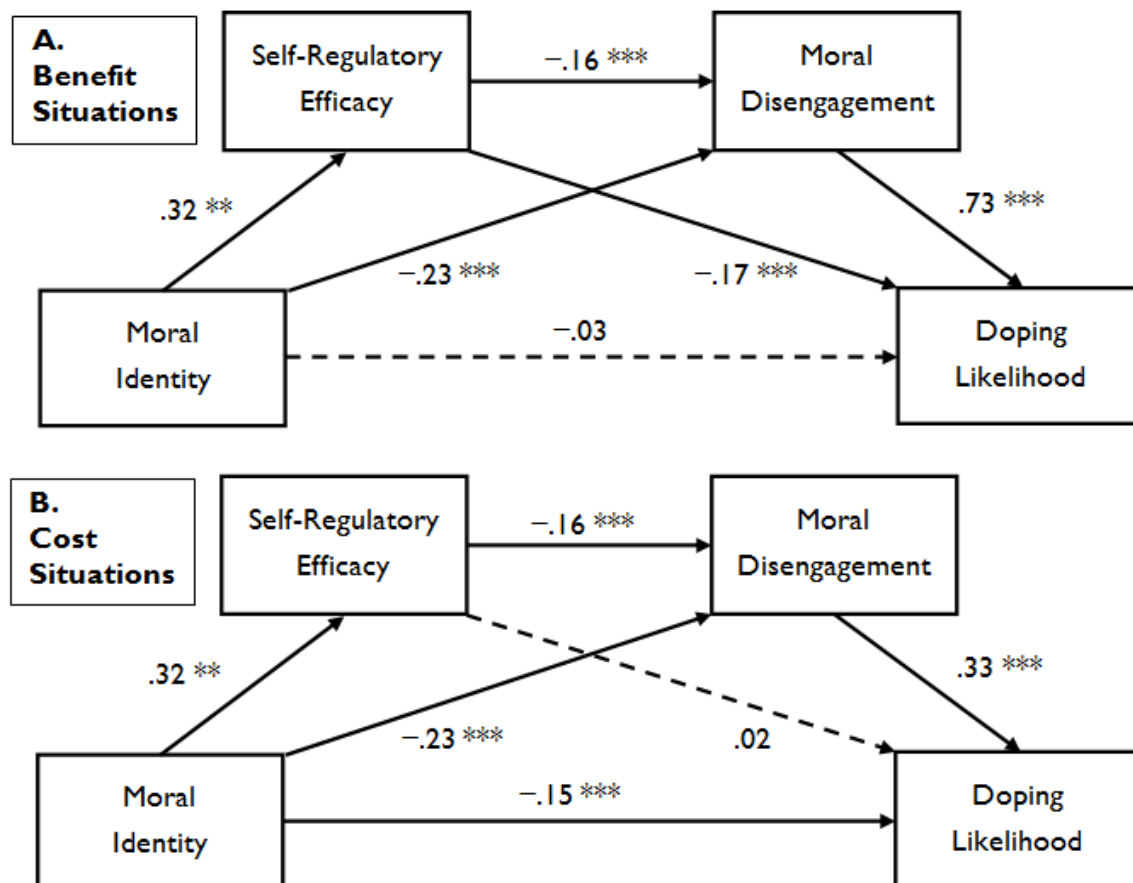 A.
Benefit
Situations
Self-Regulatory
Efficacy
−.16 ***
Moral
Disengagement
.32 **
.73 ***
−.23 ***
−.17 ***
Moral
Identity
−.03
Doping
Likelihood
B.
Cost
Situations
Self-Regulatory
Efficacy
−.16 ***
Moral
Disengagement
.32 **
.33 ***
−.23 ***
.02
Moral
Identity
−.15 ***
Doping
Likelihood